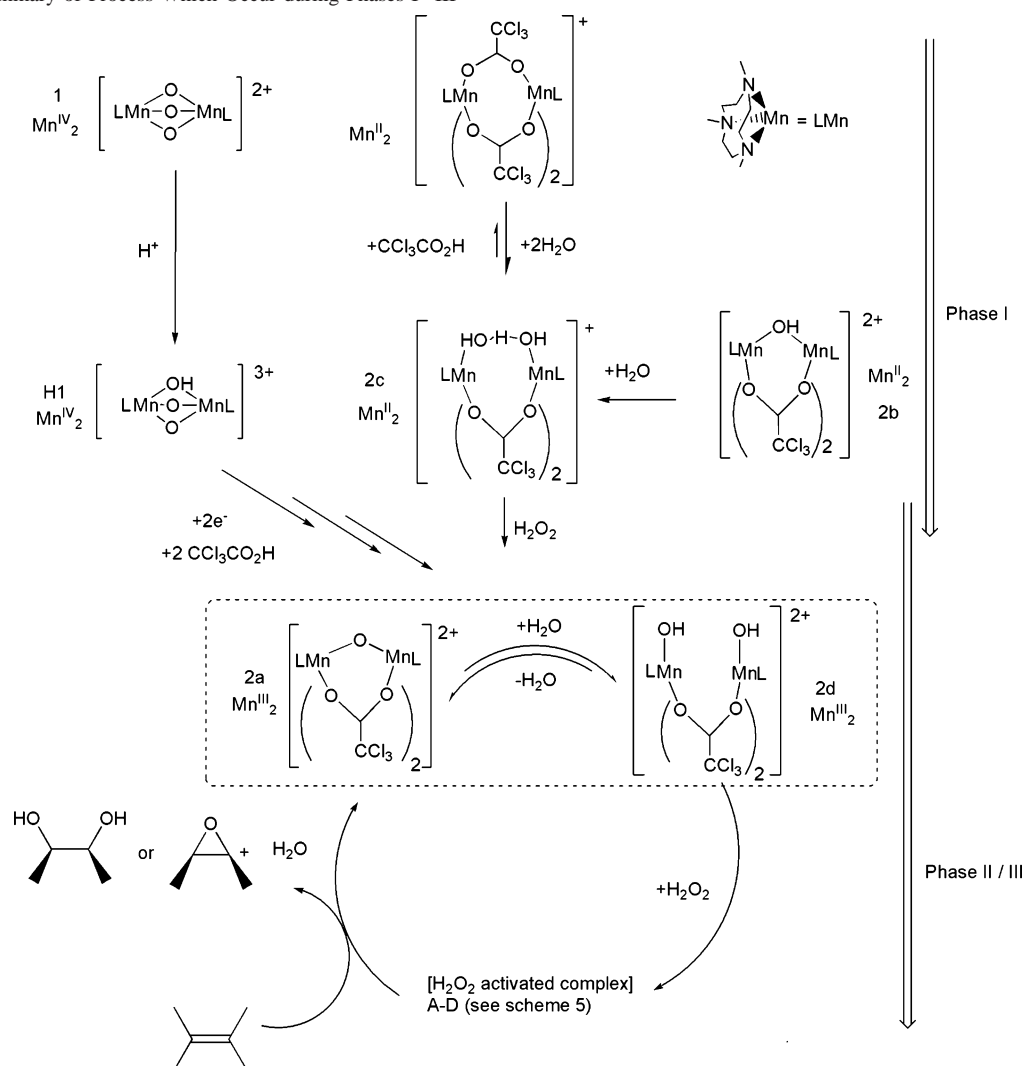 ummary of Process Which Occur during Phases I–III
CCl3
+
O
O
LMn
MnL
O
O
CCl3
2
Mn^II_2
1
Mn^IV_2
O
2+
LMn
O
MnL
O
N
N
Mn = LMn
N
H+
+CCl3CO2H
+2H2O
Phase I
H1
Mn^IV_2
OH
3+
LMn
O
MnL
O
2c
Mn^II_2
HO
H
OH
+
LMn
MnL
O
O
CCl3
2
+H2O
OH
2+
LMn
MnL
O
O
CCl3
2
Mn^II_2
2b
+2e-
+2 CCl3CO2H
H2O2
2a
Mn^III_2
O
2+
LMn
MnL
O
O
CCl3
2
+H2O
-H2O
OH
OH
2+
LMn
MnL
O
O
CCl3
2
2d
Mn^III_2
HO
OH
or
O
+
H2O
+H2O2
Phase II / III
[H2O2 activated complex]
A-D (see scheme 5)